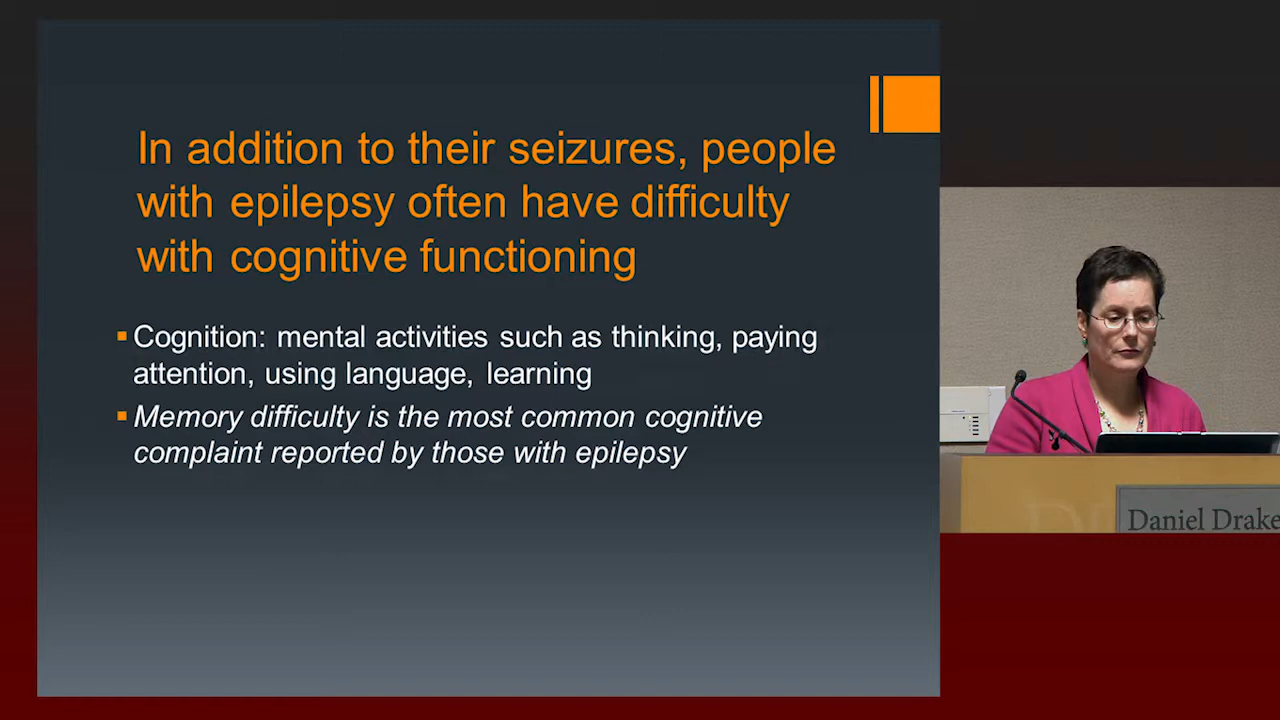 In addition to their seizures, people
with epilepsy often have difficulty
with cognitive functioning
Cognition: mental activities such as thinking, paying
attention, using language, learning
Memory difficulty is the most common cognitive
complaint reported by those with epilepsy
Daniel Drake